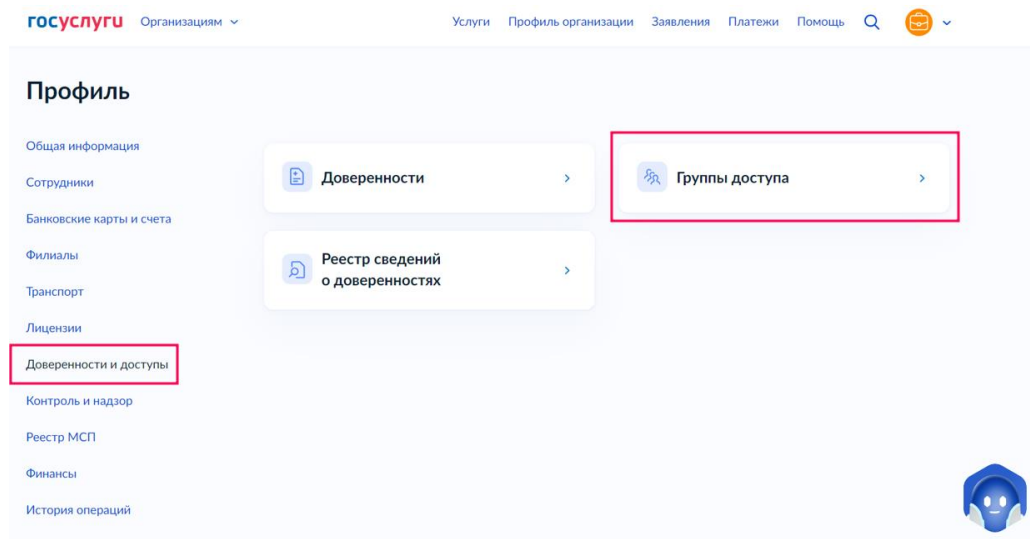 госуслуги Организациям Услуги Профиль организации Заявления Платежи Помощь
Профиль
Общая информация
Сотрудники
Банковские карты и счета
Филиалы
Транспорт
Лицензии
Доверенности и доступы
Контроль и надзор
Реестр МСП
Финансы
История операций
Доверенности
Группы доступа
Реестр сведений
о доверенностях